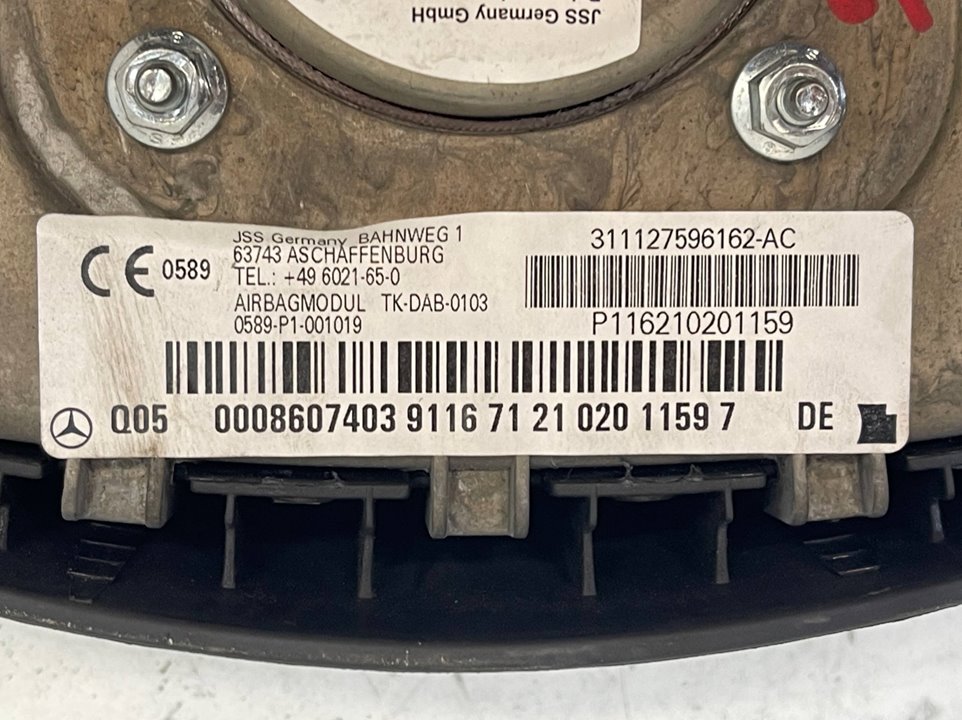 JSS Germany GmbH
JSS Germany BAHNWEG 1
63743 ASCHAFFENBURG
TEL.: +49 6021-65-0
AIRBAGMODUL TK-DAB-0103
0589-P1-001019
CE 0589
311127596162-AC
P116210201159
Q05 0008607403 9116 71 21 020 1159 7 DE